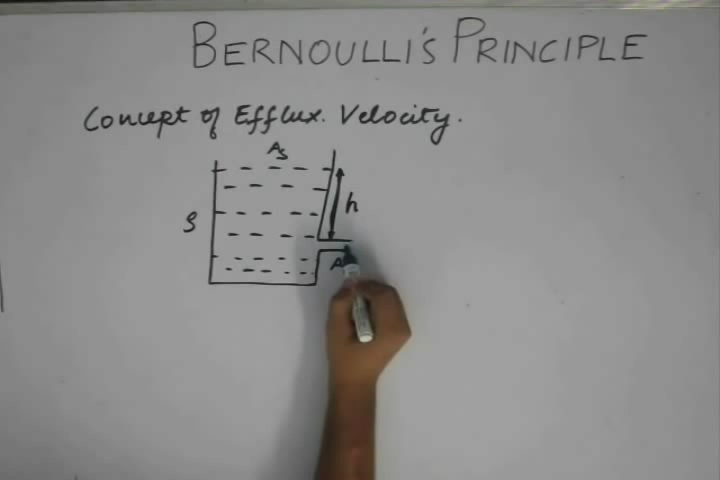 BERNOULLI'S PRINCIPLE
Concept of Efflux. Velocity.
As
h
ρ
A